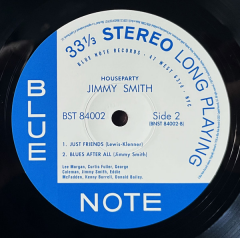 33⅓ STEREO LONG PLAYING
BLUE NOTE RECORDS · 47 WEST 63rd · NYC
HOUSEPARTY
JIMMY SMITH
BST 84002
Side 2
(BNST-84002-B)
1. JUST FRIENDS (Lewis-Klenner)
2. BLUES AFTER ALL (Jimmy Smith)
Lee Morgan, Curtis Fuller, George
Coleman, Jimmy Smith, Eddie
McFadden, Kenny Burrell, Donald Bailey.
BLUE
NOTE